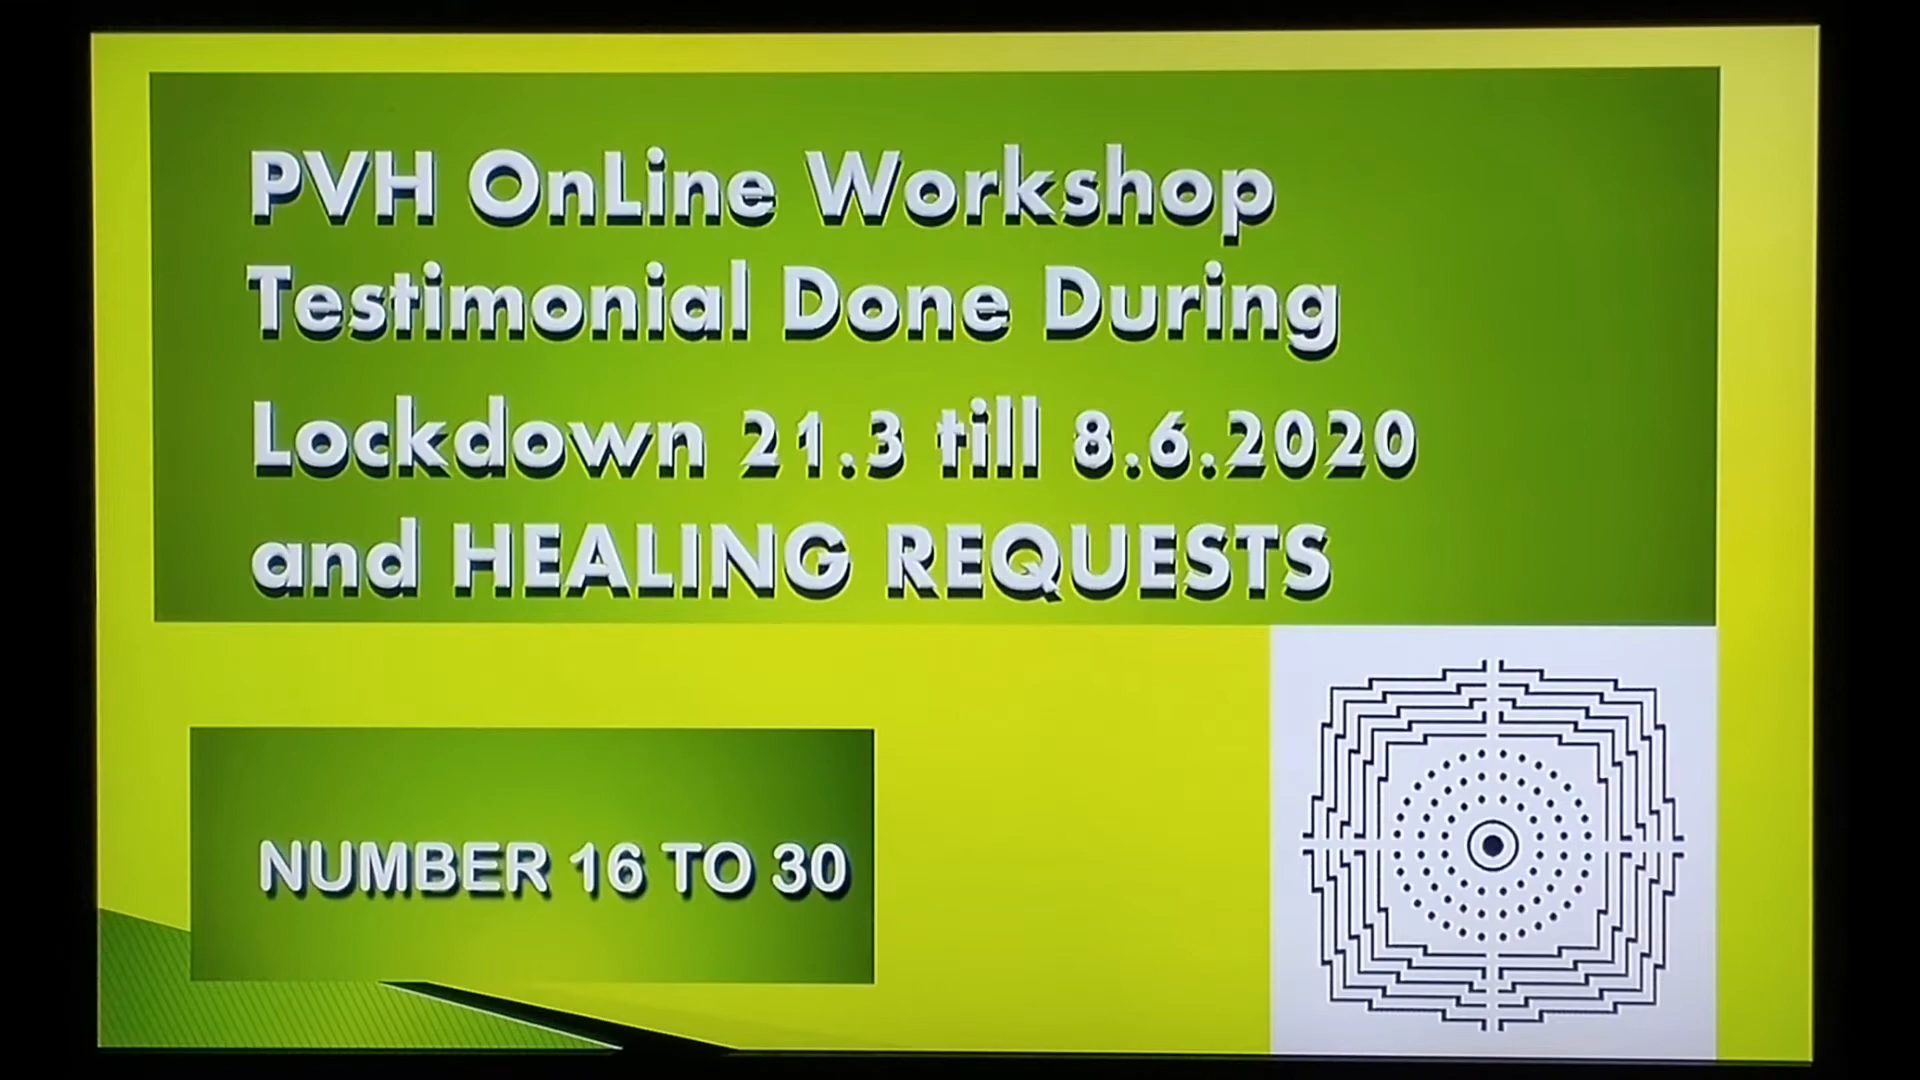 PVH OnLine Workshop
Testimonial Done During
Lockdown 21.3 till 8.6.2020
and HEALING REQUESTS
NUMBER 16 TO 30